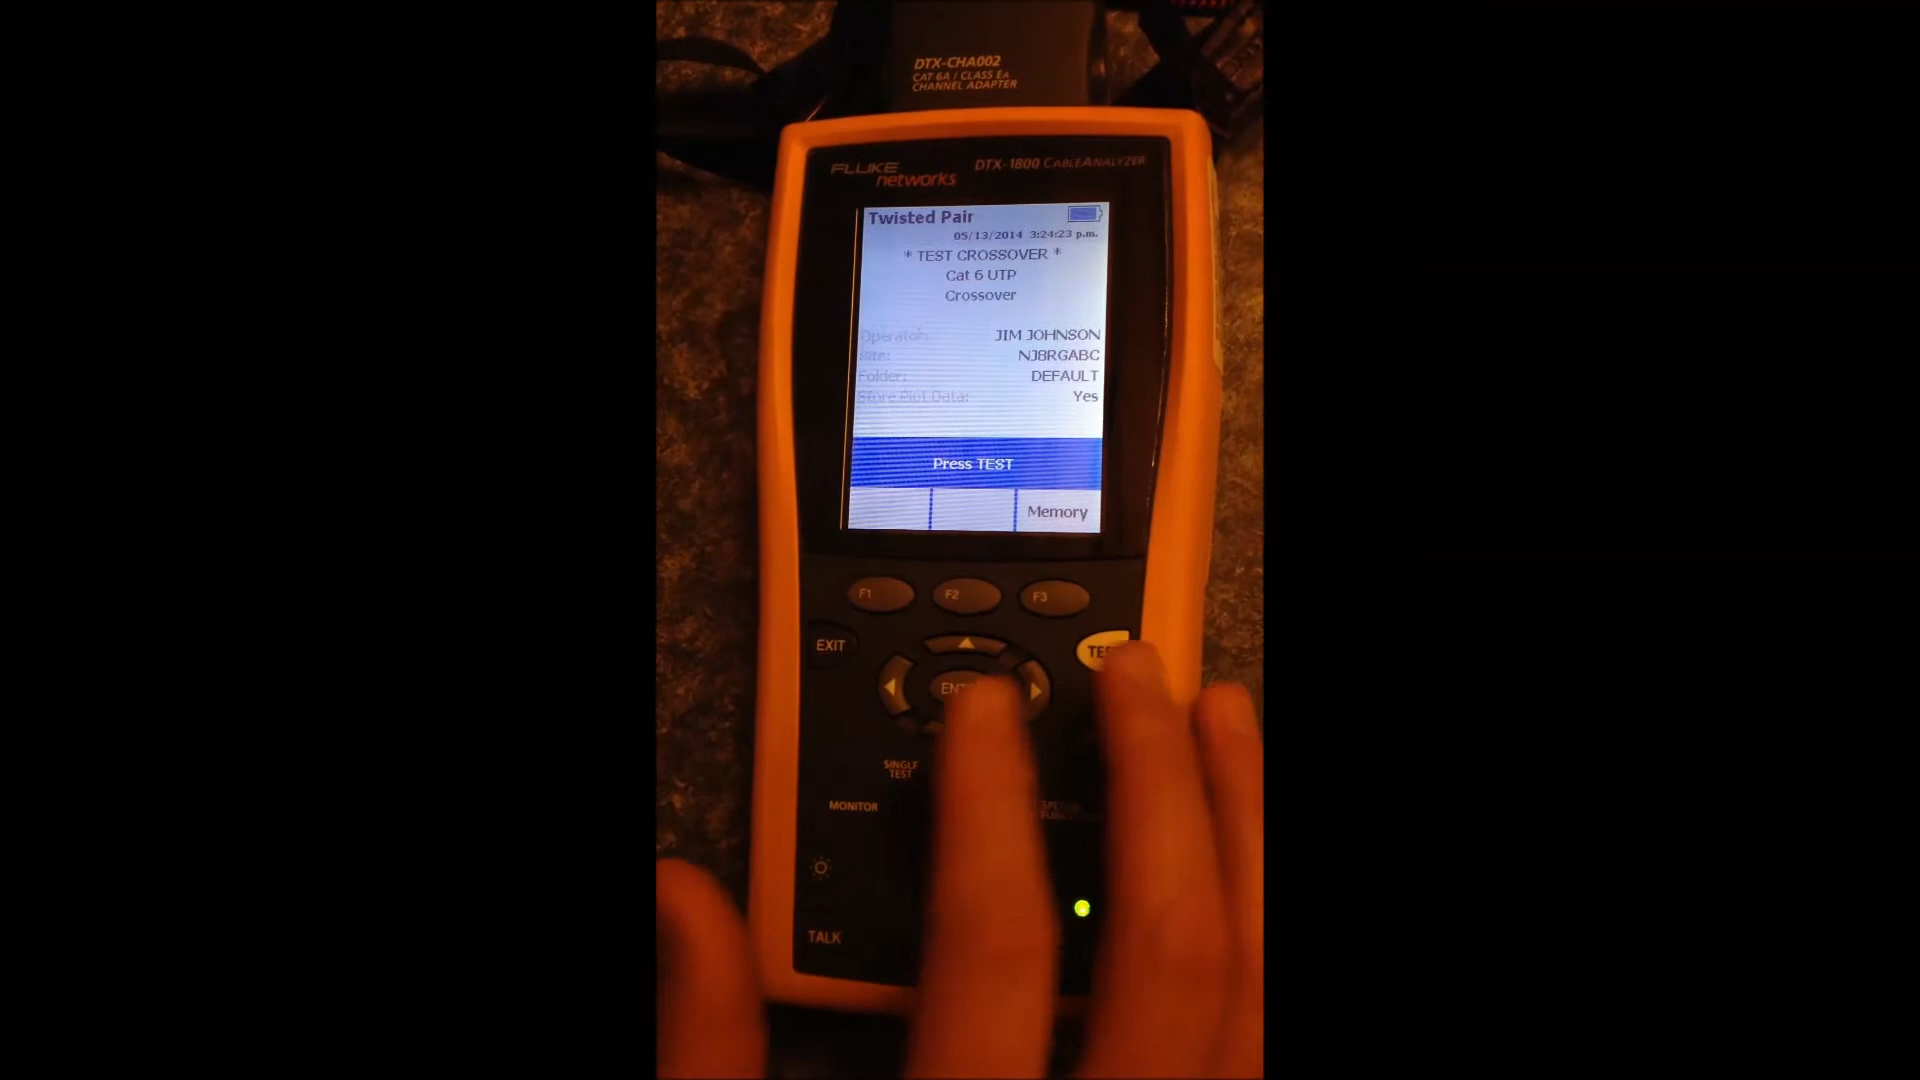 DTX-CHA002
CAT 6A / CLASS EA
CHANNEL ADAPTER
FLUKE
networks
DTX-1800 CABLEANALYZER
Twisted Pair
05/13/2014 3:24:23 p.m.
* TEST CROSSOVER *
Cat 6 UTP
Crossover
Operator: JIM JOHNSON
Site: NJ8RGABC
Folder: DEFAULT
Store Plot Data: Yes
Press TEST
Memory
F1 F2 F3
EXIT
TES
ENT
SINGLE
TEST
MONITOR
TALK